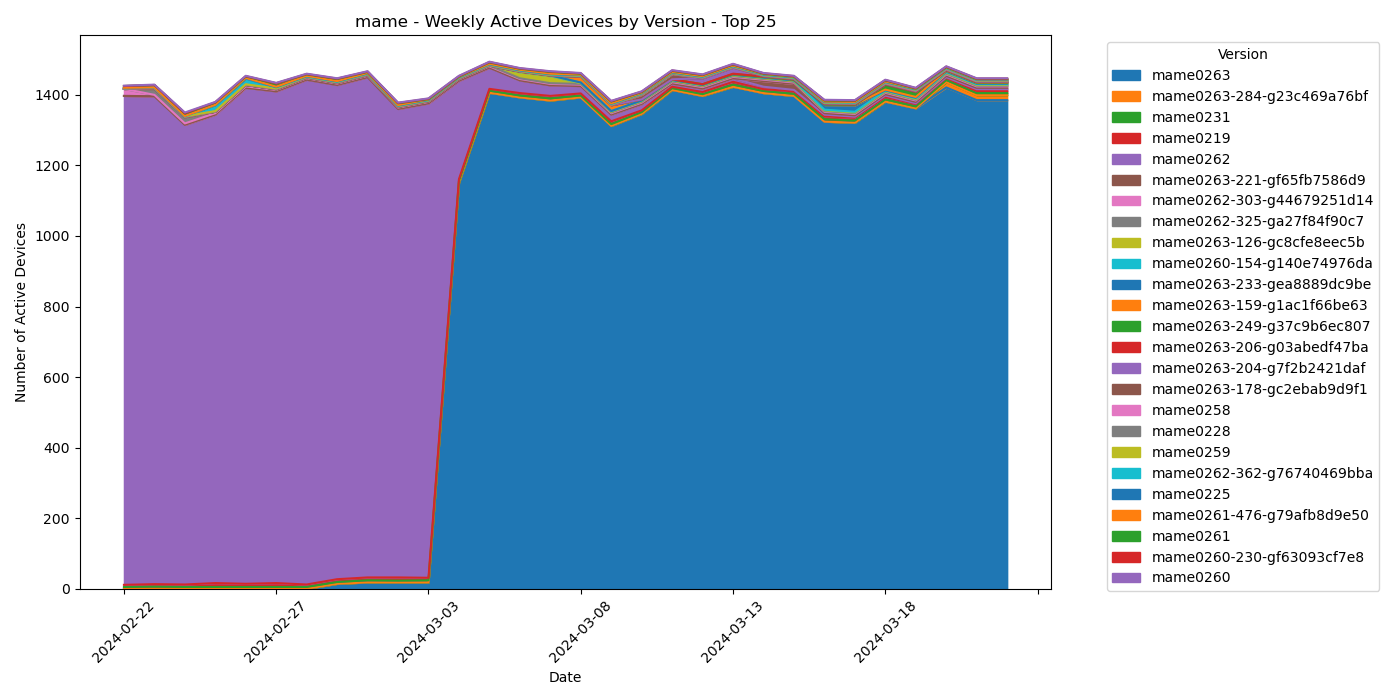 mame - Weekly Active Devices by Version - Top 25
Number of Active Devices
1400
1200
1000
800
600
400
200
0
2024-02-22
2024-02-27
2024-03-03
2024-03-08
2024-03-13
2024-03-18
Date
Version
mame0263
mame0263-284-g23c469a76bf
mame0231
mame0219
mame0262
mame0263-221-gf65fb7586d9
mame0262-303-g44679251d14
mame0262-325-ga27f84f90c7
mame0263-126-gc8cfe8eec5b
mame0260-154-g140e74976da
mame0263-233-gea8889dc9be
mame0263-159-g1ac1f66be63
mame0263-249-g37c9b6ec807
mame0263-206-g03abedf47ba
mame0263-204-g7f2b2421daf
mame0263-178-gc2ebab9d9f1
mame0258
mame0228
mame0259
mame0262-362-g76740469bba
mame0225
mame0261-476-g79afb8d9e50
mame0261
mame0260-230-gf63093cf7e8
mame0260